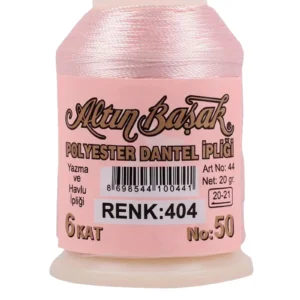 Altın Başak
POLYESTER DANTEL İPLİĞİ
Yazma
ve
Havlu
İpliği
Art No: 44
Net: 20 gr.
20-21
8698544100441
RENK:404
6 KAT
No: 50